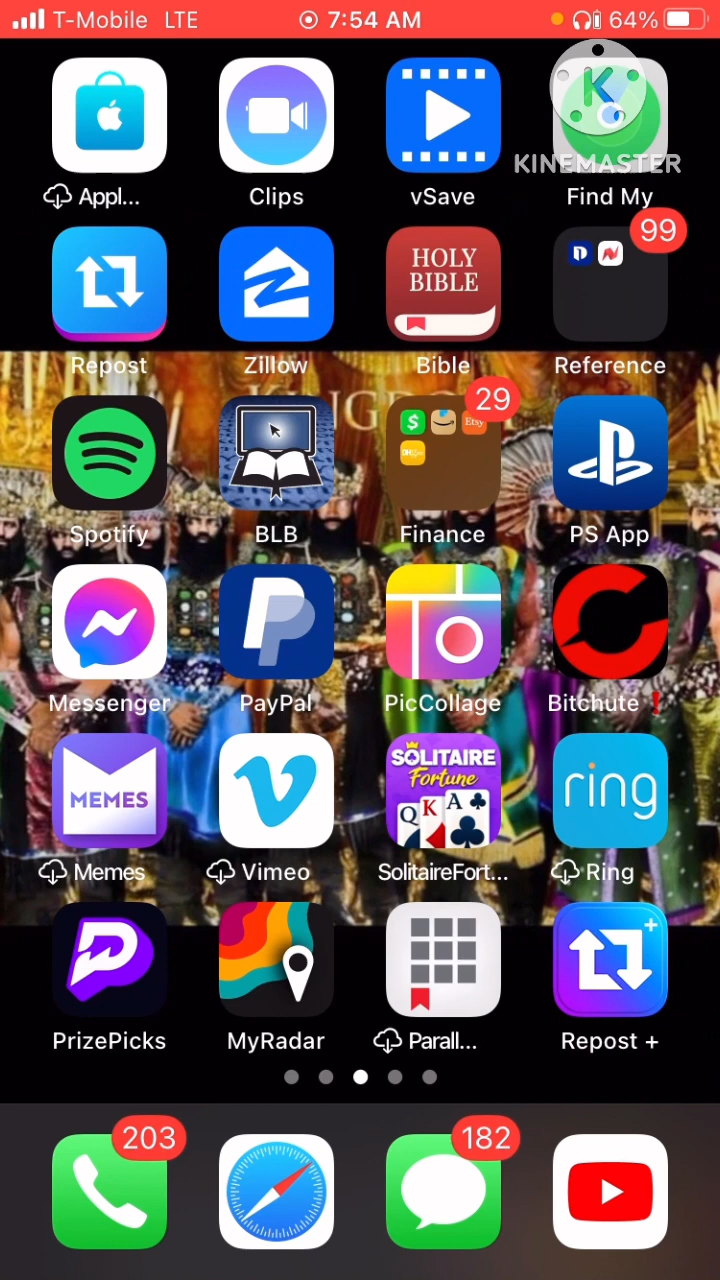 T-Mobile LTE 7:54 AM 64%
K
KINEMASTER
Appl... Clips vSave Find My
HOLY
BIBLE
99
Repost Zillow Bible Reference
KINGD
29
$
Etsy
Spotify BLB Finance PS App
Messenger PayPal PicCollage Bitchute❗
MEMES
SOLITAIRE
Fortune
Q K A
ring
Memes Vimeo SolitaireFort... Ring
PrizePicks MyRadar Parall... Repost +
203
182